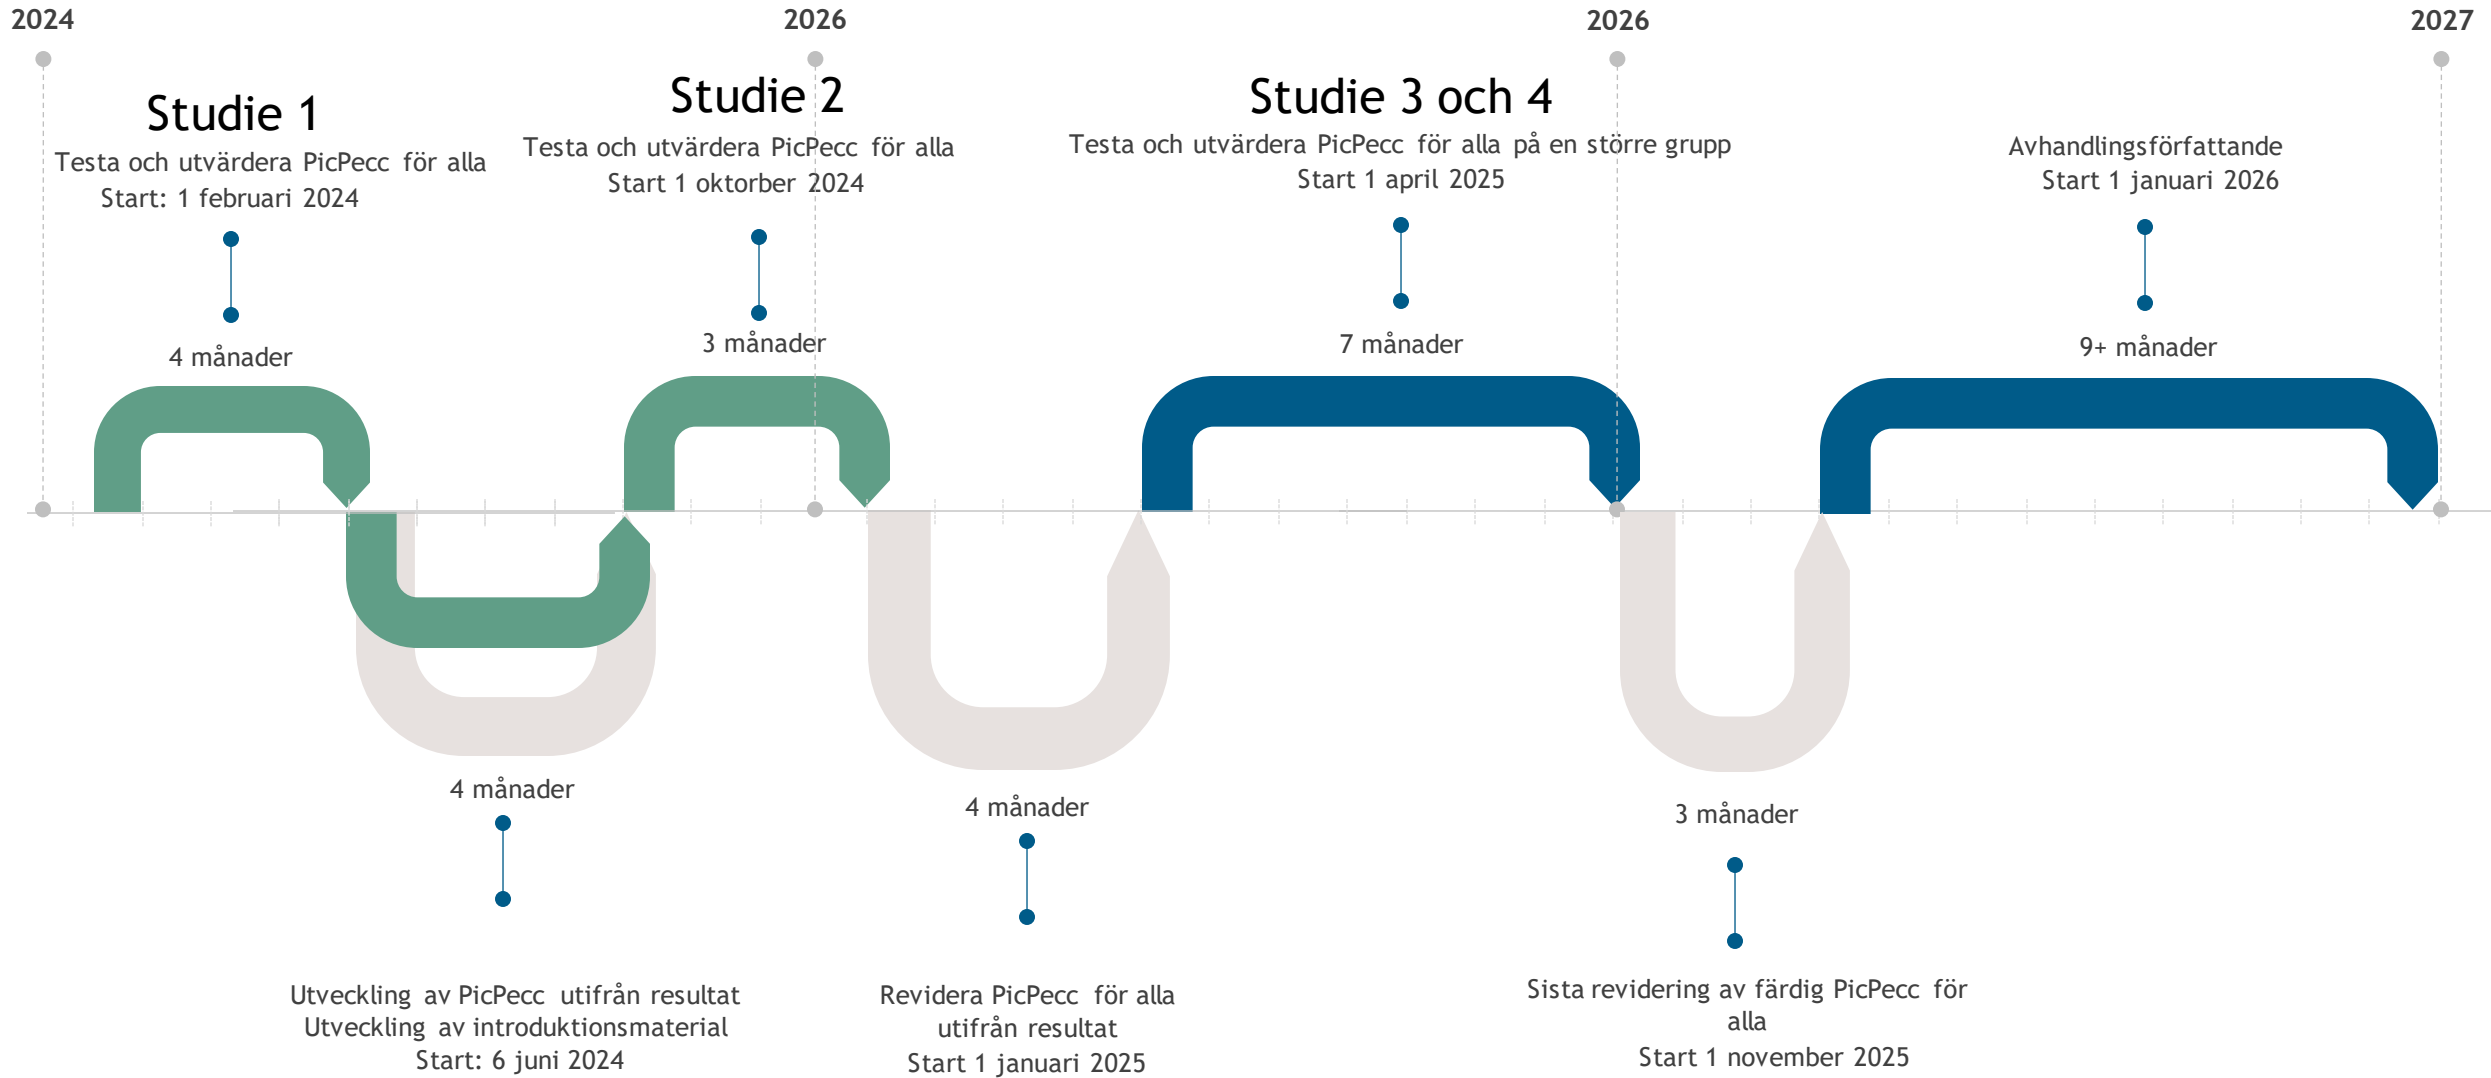 2024
2026
2026
2027
Studie 1
Testa och utvärdera PicPecc för alla
Start: 1 februari 2024
4 månader
Studie 2
Testa och utvärdera PicPecc för alla
Start 1 oktorber 2024
3 månader
Studie 3 och 4
Testa och utvärdera PicPecc för alla på en större grupp
Start 1 april 2025
7 månader
Avhandlingsförfattande
Start 1 januari 2026
9+ månader
4 månader
Utveckling av PicPecc utifrån resultat
Utveckling av introduktionsmaterial
Start: 6 juni 2024
4 månader
Revidera PicPecc för alla
utifrån resultat
Start 1 januari 2025
3 månader
Sista revidering av färdig PicPecc för
alla
Start 1 november 2025